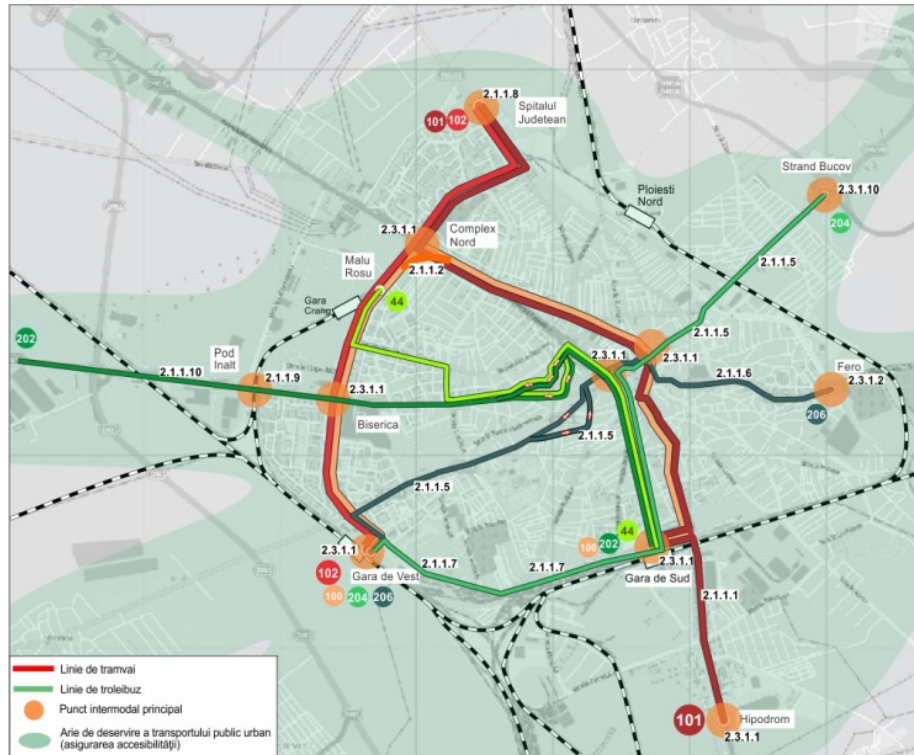 2.1.1.8
Spitalul
Judetean
101
102
Strand Bucov
2.3.1.10
204
Ploiesti
Nord
2.3.1.1
Complex
Nord
2.1.1.5
Malu
Rosu
2.1.1.2
44
Gara
Crang
202
Pod
Inalt
2.1.1.5
2.3.1.1
2.3.1.1
2.1.1.10
2.1.1.9
2.3.1.1
2.1.1.6
Fero
2.3.1.2
Biserica
206
2.1.1.5
2.1.1.5
44
2.3.1.1
100
202
2.3.1.1
102
Gara de Vest
2.1.1.7
2.1.1.7
Gara de Sud
100
204
206
2.1.1.1
Linie de tramvai
Linie de troleibuz
Punct intermodal principal
Arie de deservire a transportului public urban
(asigurarea accesibilității)
101
Hipodrom
2.3.1.1